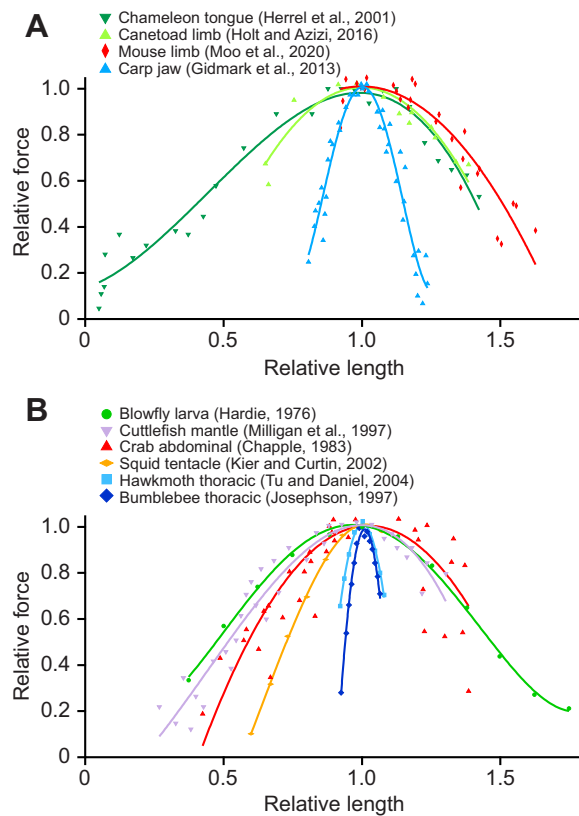 A
Chameleon tongue (Herrel et al., 2001)
Canetoad limb (Holt and Azizi, 2016)
Mouse limb (Moo et al., 2020)
Carp jaw (Gidmark et al., 2013)
1.0
0.8
0.6
0.4
0.2
0
Relative force
0
0.5
1.0
1.5
Relative length
B
Blowfly larva (Hardie, 1976)
Cuttlefish mantle (Milligan et al., 1997)
Crab abdominal (Chapple, 1983)
Squid tentacle (Kier and Curtin, 2002)
Hawkmoth thoracic (Tu and Daniel, 2004)
Bumblebee thoracic (Josephson, 1997)
1.0
0.8
0.6
0.4
0.2
0
Relative force
0
0.5
1.0
1.5
Relative length